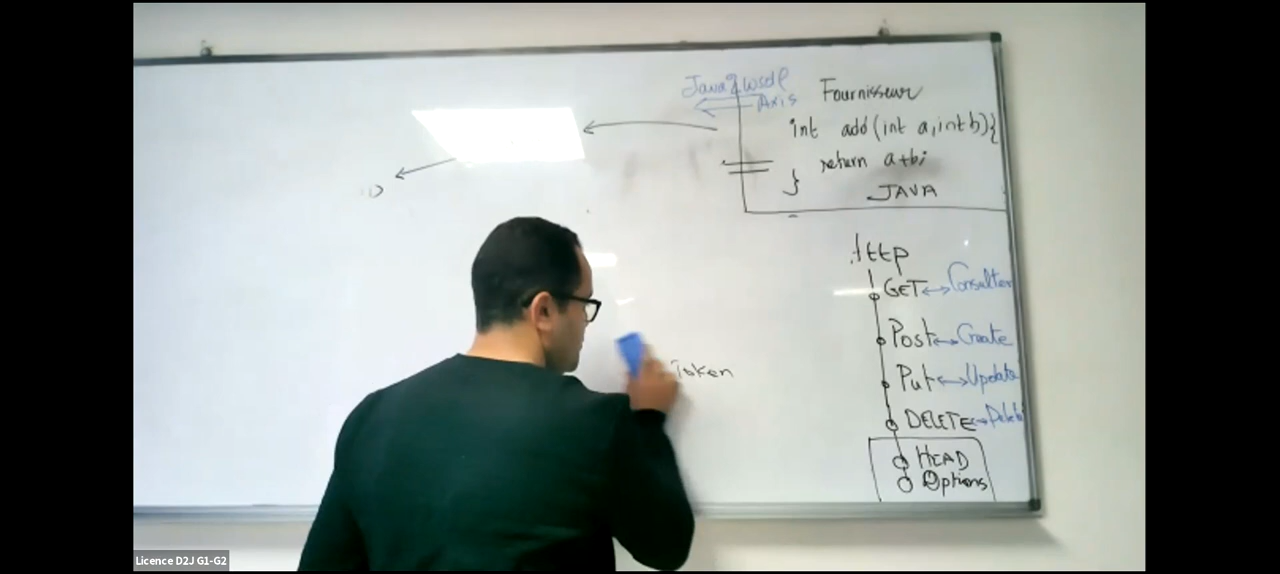 Java2wsdl
Axis
Fournisseur
int add(int a, int b){
return a+b;
}
JAVA
Http
GET ↔ Consulter
Post ↔ Create
Put ↔ Update
DELETE ↔ Delete
HEAD
Options
Token
Licence D2J G1-G2